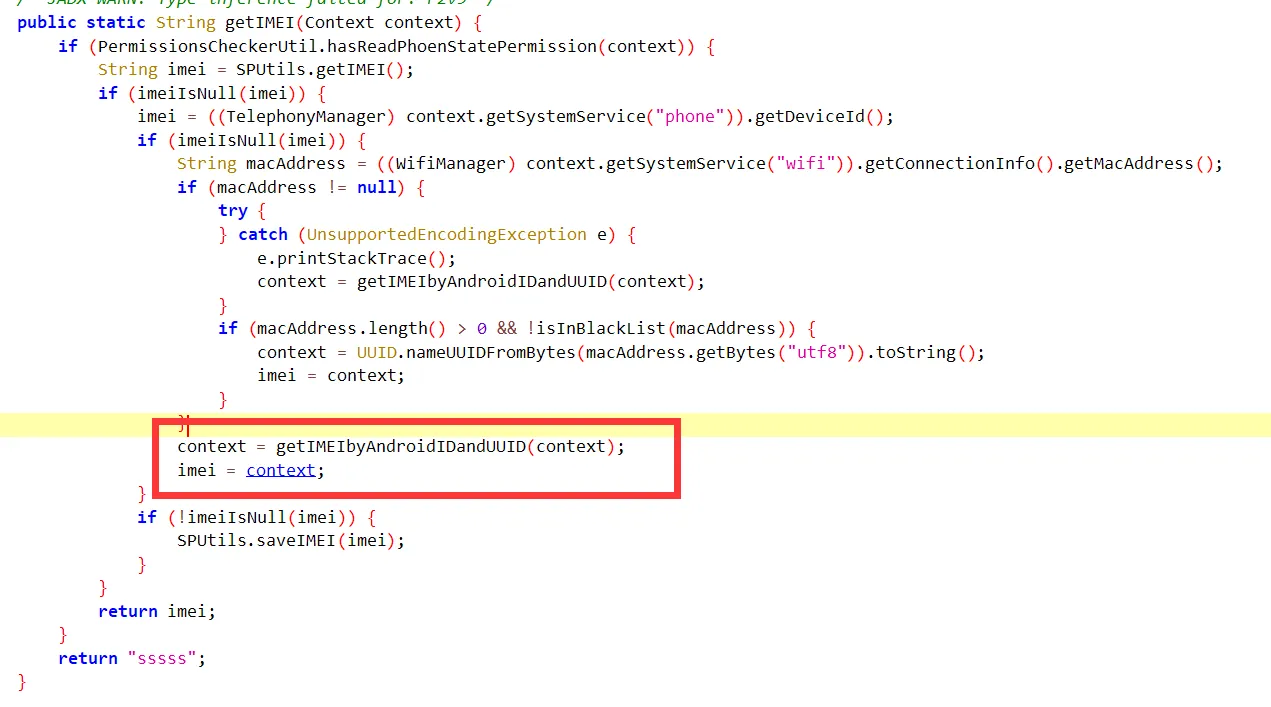 /* JADX WARN: Type inference failed for: r2v9 */
public static String getIMEI(Context context) {
if (PermissionsCheckerUtil.hasReadPhoenStatePermission(context)) {
String imei = SPUtils.getIMEI();
if (imeiIsNull(imei)) {
imei = ((TelephonyManager) context.getSystemService("phone")).getDeviceId();
if (imeiIsNull(imei)) {
String macAddress = ((WifiManager) context.getSystemService("wifi")).getConnectionInfo().getMacAddress();
if (macAddress != null) {
try {
} catch (UnsupportedEncodingException e) {
e.printStackTrace();
context = getIMEIbyAndroidIDandUUID(context);
}
if (macAddress.length() > 0 && !isInBlackList(macAddress)) {
context = UUID.nameUUIDFromBytes(macAddress.getBytes("utf8")).toString();
imei = context;
}
}
context = getIMEIbyAndroidIDandUUID(context);
imei = context;
}
if (!imeiIsNull(imei)) {
SPUtils.saveIMEI(imei);
}
}
return imei;
}
return "sssss";
}